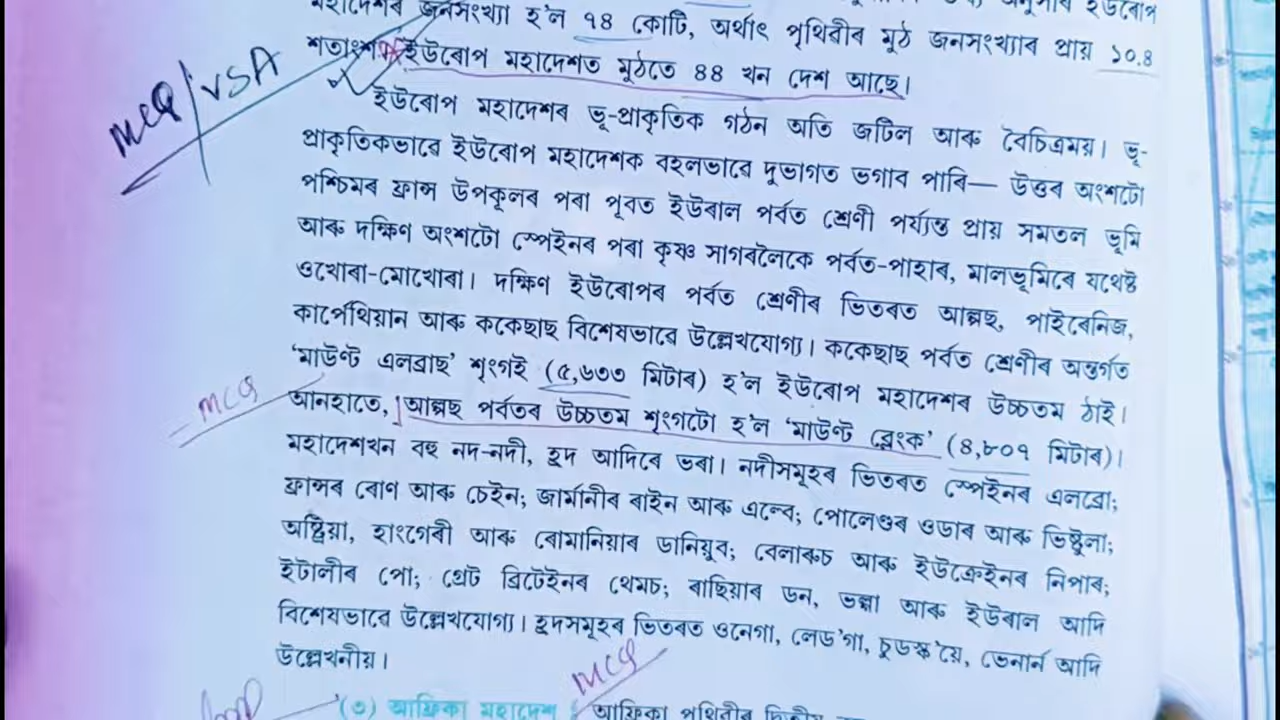 মহাদেশৰ জনসংখ্যা হ'ল ৭৪ কোটি, অৰ্থাৎ পৃথিৱীৰ মুঠ জনসংখ্যাৰ প্ৰায় ১০.৪
শতাংশ। ইউৰোপ মহাদেশত মুঠতে ৪৪ খন দেশ আছে।
MCQ/VSA
ইউৰোপ মহাদেশৰ ভূ-প্ৰাকৃতিক গঠন অতি জটিল আৰু বৈচিত্ৰময়। ভূ-
প্ৰাকৃতিকভাৱে ইউৰোপ মহাদেশক বহলভাৱে দুভাগত ভগাব পাৰি— উত্তৰ অংশটো
পশ্চিমৰ ফ্ৰান্স উপকূলৰ পৰা পূবত ইউৰাল পৰ্বত শ্ৰেণী পৰ্য্যন্ত প্ৰায় সমতল ভূমি
আৰু দক্ষিণ অংশটো স্পেইনৰ পৰা কৃষ্ণ সাগৰলৈকে পৰ্বত-পাহাৰ, মালভূমিৰে যথেষ্ট
ওখোৰা-মোখোৰা। দক্ষিণ ইউৰোপৰ পৰ্বত শ্ৰেণীৰ ভিতৰত আল্পছ, পাইৰেনিজ,
কাৰ্পেথিয়ান আৰু ককেছাছ বিশেষভাৱে উল্লেখযোগ্য। ককেছাছ পৰ্বত শ্ৰেণীৰ অন্তৰ্গত
'মাউণ্ট এলব্ৰাছ' শৃংগই (৫,৬৩৩ মিটাৰ) হ'ল ইউৰোপ মহাদেশৰ উচ্চতম ঠাই।
MCQ
আনহাতে, আল্পছ পৰ্বতৰ উচ্চতম শৃংগটো হ'ল 'মাউণ্ট ব্লেংক' (৪,৮০৭ মিটাৰ)।
মহাদেশখন বহু নদ-নদী, হ্ৰদ আদিৰে ভৰা। নদীসমূহৰ ভিতৰত স্পেইনৰ এলব্ৰো;
ফ্ৰান্সৰ ৰোণ আৰু চেইন; জাৰ্মানীৰ ৰাইন আৰু এল্বে; পোলেণ্ডৰ ওডাৰ আৰু ভিষ্টুলা;
অষ্ট্ৰিয়া, হাংগেৰী আৰু ৰোমানিয়াৰ ডানিয়ুব; বেলাৰুচ আৰু ইউক্ৰেইনৰ নিপাৰ;
ইটালীৰ পো; গ্ৰেট ব্ৰিটেইনৰ থেমচ; ৰাছিয়াৰ ডন, ভল্গা আৰু ইউৰাল আদি
বিশেষভাৱে উল্লেখযোগ্য। হ্ৰদসমূহৰ ভিতৰত ওনেগা, লেড'গা, চুডস্ক'য়ে, ভেনাৰ্ন আদি
উল্লেখনীয়।
MCQ
(৩) আফ্ৰিকা মহাদেশ : আফ্ৰিকা পৃথিৱীৰ দ্বিতীয়